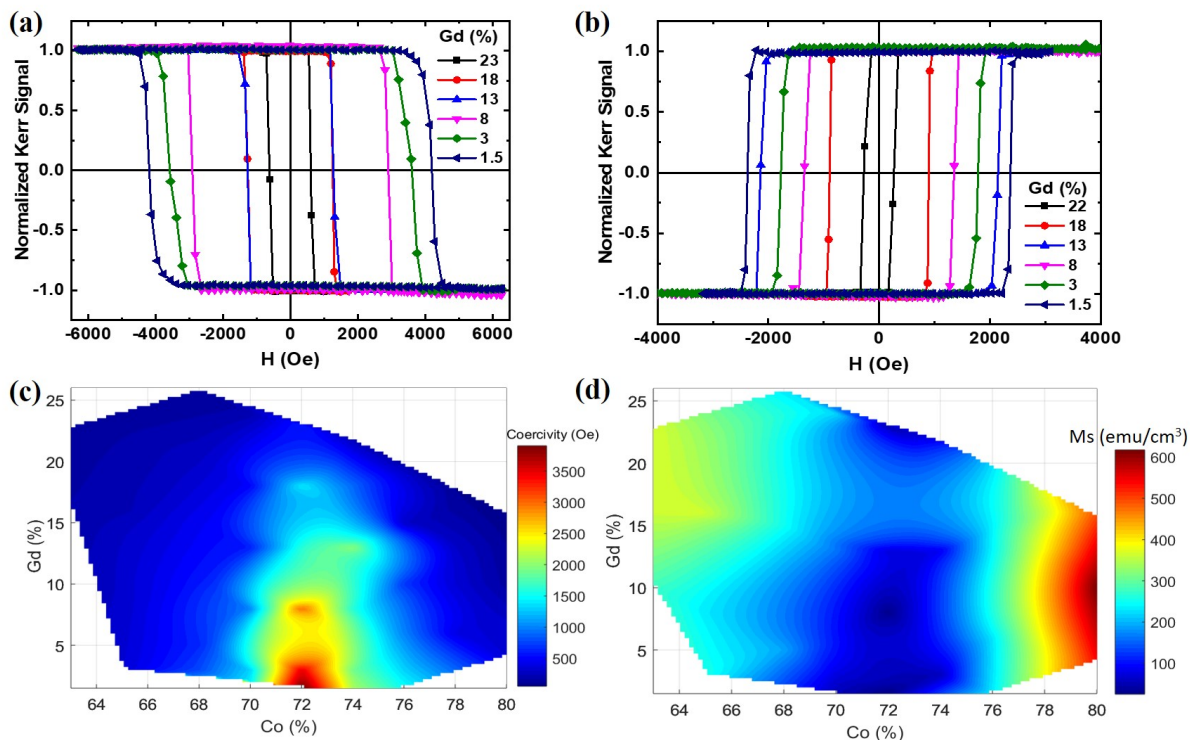 (a)
Normalized Kerr Signal
1.0
0.5
0.0
-0.5
-1.0
-6000 -4000 -2000 0 2000 4000 6000
H (Oe)
Gd (%)
23
18
13
8
3
1.5
(b)
Normalized Kerr Signal
1.0
0.5
0.0
-0.5
-1.0
-4000 -2000 0 2000 4000
H (Oe)
Gd (%)
22
18
13
8
3
1.5
(c)
Gd (%)
25
20
15
10
5
64 66 68 70 72 74 76 78 80
Co (%)
Coercivity (Oe)
3500
3000
2500
2000
1500
1000
500
(d)
Gd (%)
25
20
15
10
5
64 66 68 70 72 74 76 78 80
Co (%)
Ms (emu/cm³)
600
500
400
300
200
100